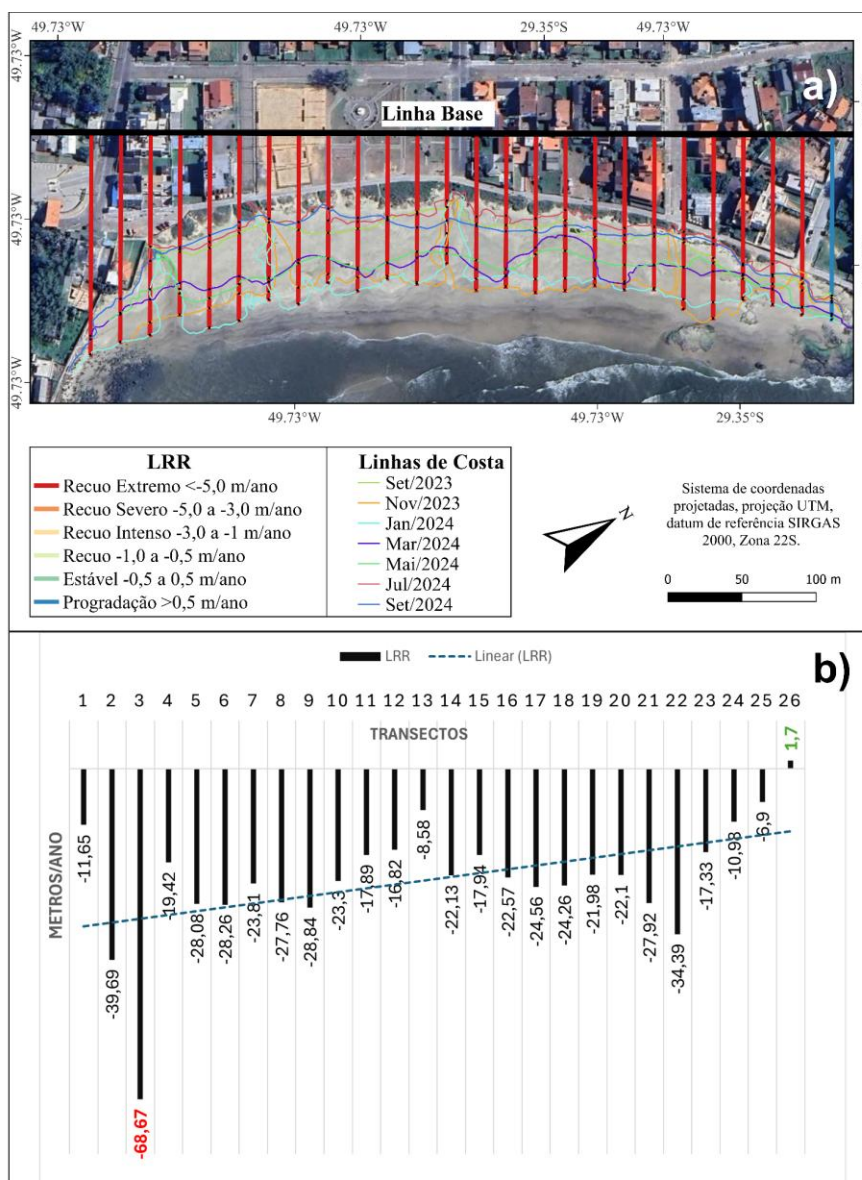 49.73°W 49.73°W 29.35°S 49.73°W
49.73°W
a)
Linha Base
49.73°W
49.73°W
49.73°W 49.73°W 29.35°S
LRR
Recuo Extremo <-5,0 m/ano
Recuo Severo -5,0 a -3,0 m/ano
Recuo Intenso -3,0 a -1 m/ano
Recuo -1,0 a -0,5 m/ano
Estável -0,5 a 0,5 m/ano
Progradação >0,5 m/ano
Linhas de Costa
Set/2023
Nov/2023
Jan/2024
Mar/2024
Mai/2024
Jul/2024
Set/2024
N
Sistema de coordenadas
projetadas, projeção UTM,
datum de referência SIRGAS
2000, Zona 22S.
0 50 100 m
b)
LRR Linear (LRR)
1 2 3 4 5 6 7 8 9 10 11 12 13 14 15 16 17 18 19 20 21 22 23 24 25 26
TRANSECTOS
METROS/ANO
-11,65
-39,69
-68,67
-19,42
-28,08
-28,26
-23,81
-27,76
-28,84
-23,3
-17,89
-16,82
-8,58
-22,13
-17,94
-22,57
-24,56
-24,26
-21,98
-22,1
-27,92
-34,39
-17,33
-10,98
-6,9
1,7